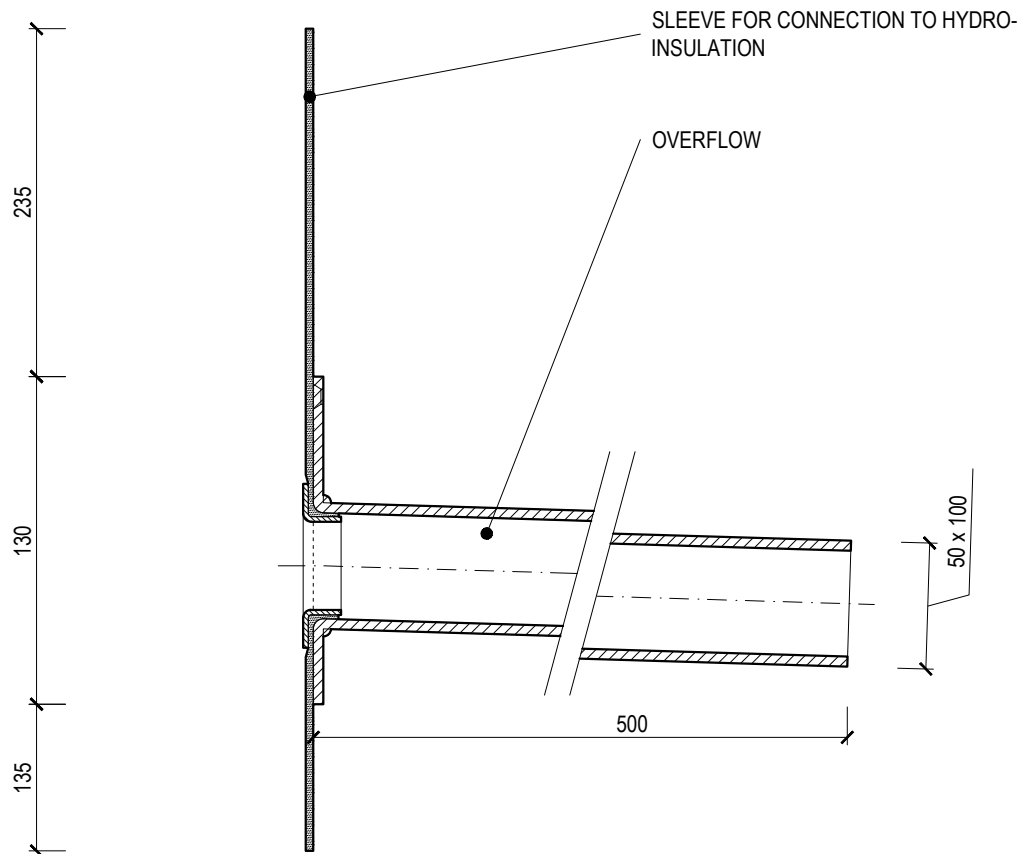 SLEEVE FOR CONNECTION TO HYDRO-
INSULATION
OVERFLOW
235
130
50 x 100
500
135